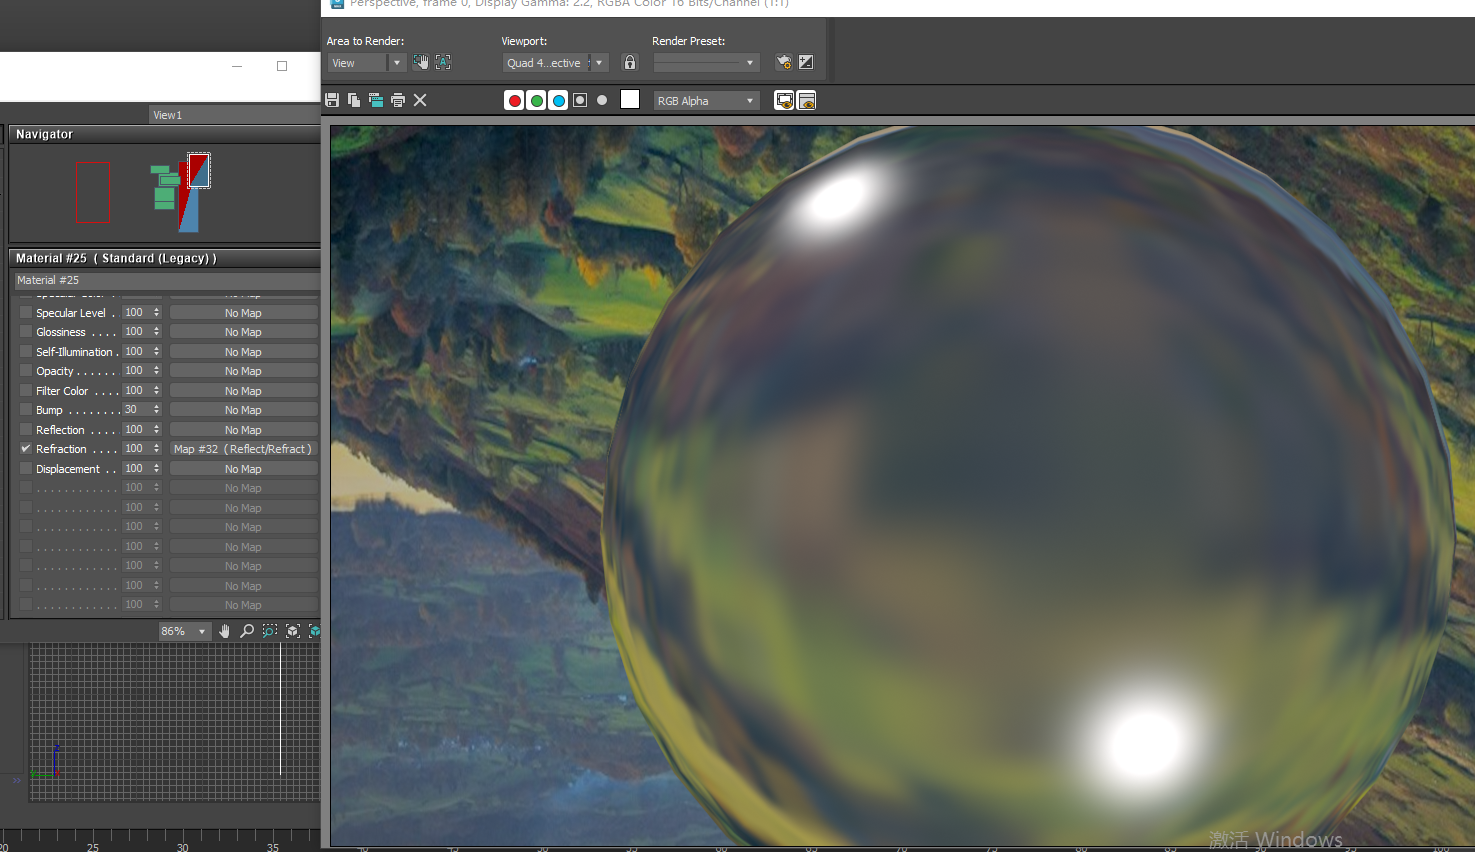 Perspective, frame 0, Display Gamma: 2.2, RGBA Color 16 Bits/Channel (1:1)
Area to Render:
Viewport:
Render Preset:
View
Quad 4...ective
RGB Alpha
View1
Navigator
Material #25 ( Standard (Legacy) )
Material #25
Specular Level . 100 No Map
Glossiness . . . . 100 No Map
Self-Illumination . 100 No Map
Opacity . . . . . . 100 No Map
Filter Color . . . . 100 No Map
Bump . . . . . . . . 30 No Map
Reflection . . . . 100 No Map
Refraction . . . . 100 Map #32 ( Reflect/Refract )
Displacement . . 100 No Map
. . . . . . . . . . . . 100 No Map
. . . . . . . . . . . . 100 No Map
. . . . . . . . . . . . 100 No Map
. . . . . . . . . . . . 100 No Map
. . . . . . . . . . . . 100 No Map
. . . . . . . . . . . . 100 No Map
. . . . . . . . . . . . 100 No Map
86%
激活 Windows
20 25 30 35